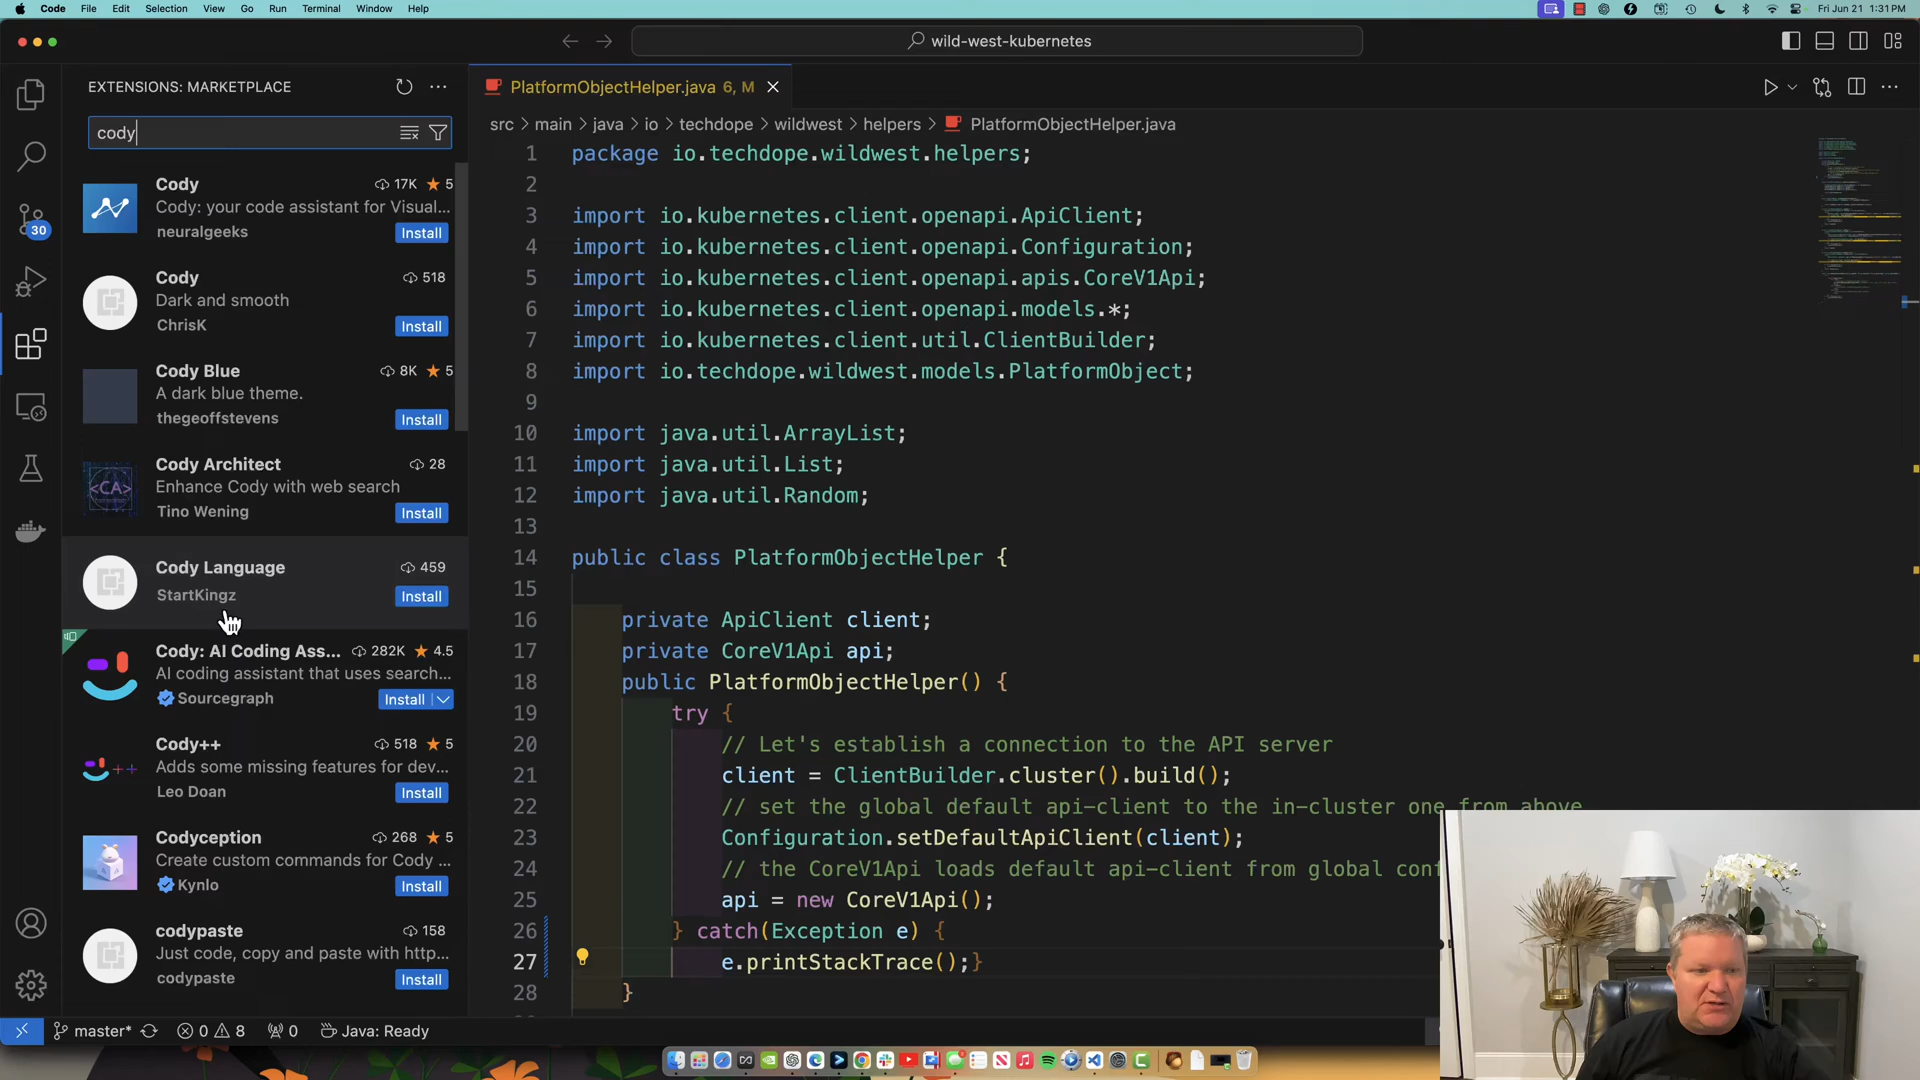 Code File Edit Selection View Go Run Terminal Window Help Fri Jun 21 1:31 PM
wild-west-kubernetes
EXTENSIONS: MARKETPLACE
cody
Cody 17K 5
Cody: your code assistant for Visual...
neuralgeeks Install
Cody 518
Dark and smooth
ChrisK Install
Cody Blue 8K 5
A dark blue theme.
thegeoffstevens Install
<CA>
Cody Architect 28
Enhance Cody with web search
Tino Wening Install
Cody Language 459
StartKingz Install
Cody: AI Coding Ass... 282K 4.5
AI coding assistant that uses search...
Sourcegraph Install
Cody++ 518 5
Adds some missing features for dev...
Leo Doan Install
Codyception 268 5
Create custom commands for Cody ...
Kynlo Install
codypaste 158
Just code, copy and paste with http...
codypaste Install
30
PlatformObjectHelper.java 6, M
src > main > java > io > techdope > wildwest > helpers > PlatformObjectHelper.java
1 package io.techdope.wildwest.helpers;
2
3 import io.kubernetes.client.openapi.ApiClient;
4 import io.kubernetes.client.openapi.Configuration;
5 import io.kubernetes.client.openapi.apis.CoreV1Api;
6 import io.kubernetes.client.openapi.models.*;
7 import io.kubernetes.client.util.ClientBuilder;
8 import io.techdope.wildwest.models.PlatformObject;
9
10 import java.util.ArrayList;
11 import java.util.List;
12 import java.util.Random;
13
14 public class PlatformObjectHelper {
15
16 private ApiClient client;
17 private CoreV1Api api;
18 public PlatformObjectHelper() {
19 try {
20 // Let's establish a connection to the API server
21 client = ClientBuilder.cluster().build();
22 // set the global default api-client to the in-cluster one from above
23 Configuration.setDefaultApiClient(client);
24 // the CoreV1Api loads default api-client from global conf
25 api = new CoreV1Api();
26 } catch(Exception e) {
27 e.printStackTrace();}
28 }
master* 0 8 0 Java: Ready